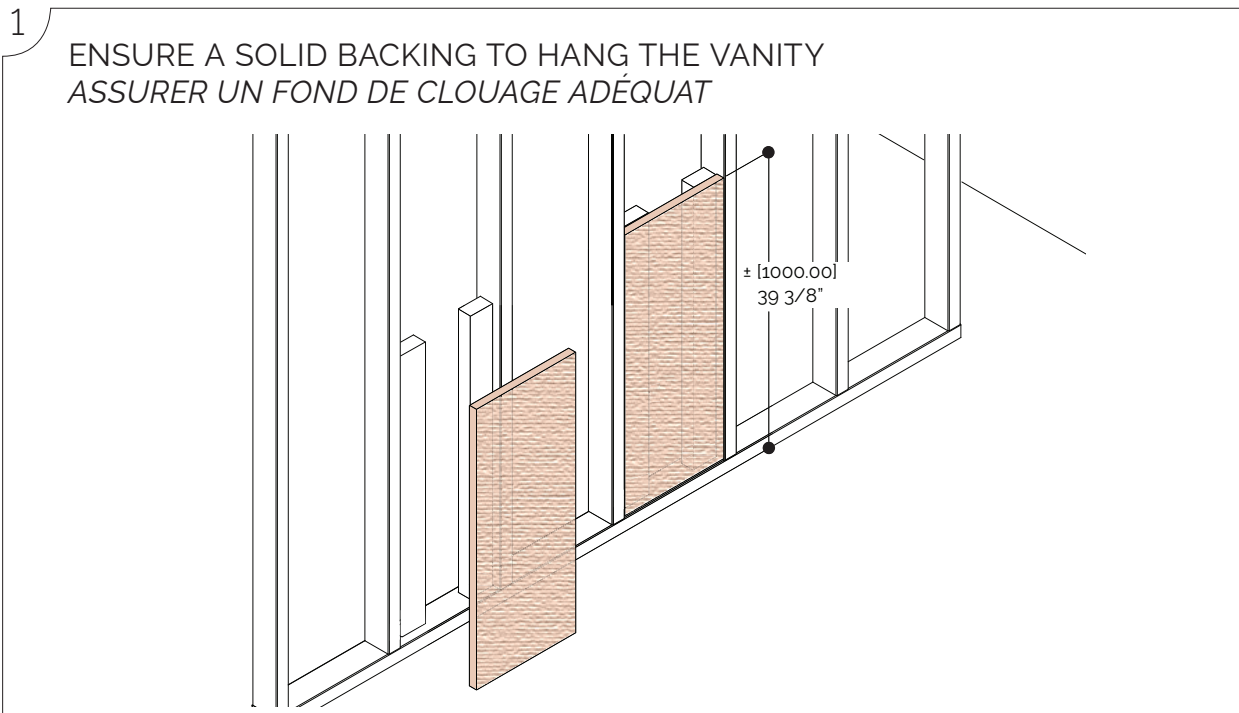 1
ENSURE A SOLID BACKING TO HANG THE VANITY
ASSURER UN FOND DE CLOUAGE ADÉQUAT
± [1000.00]
39 3/8"